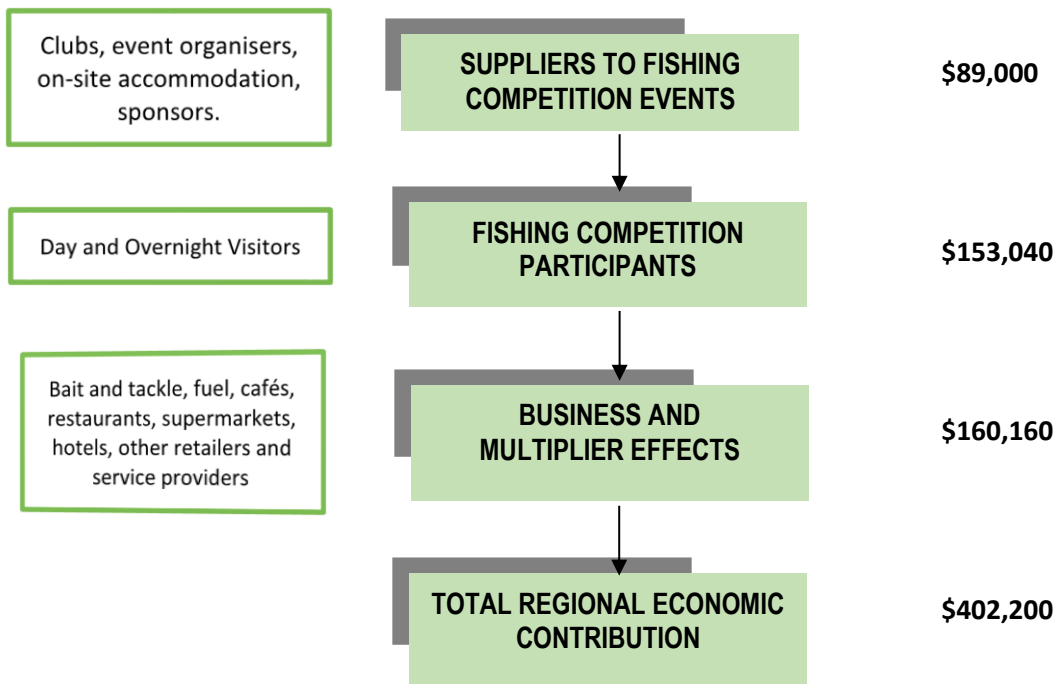 Clubs, event organisers,
on-site accommodation,
sponsors.
SUPPLIERS TO FISHING
COMPETITION EVENTS
$89,000
Day and Overnight Visitors
FISHING COMPETITION
PARTICIPANTS
$153,040
Bait and tackle, fuel, cafés,
restaurants, supermarkets,
hotels, other retailers and
service providers
BUSINESS AND
MULTIPLIER EFFECTS
$160,160
TOTAL REGIONAL ECONOMIC
CONTRIBUTION
$402,200